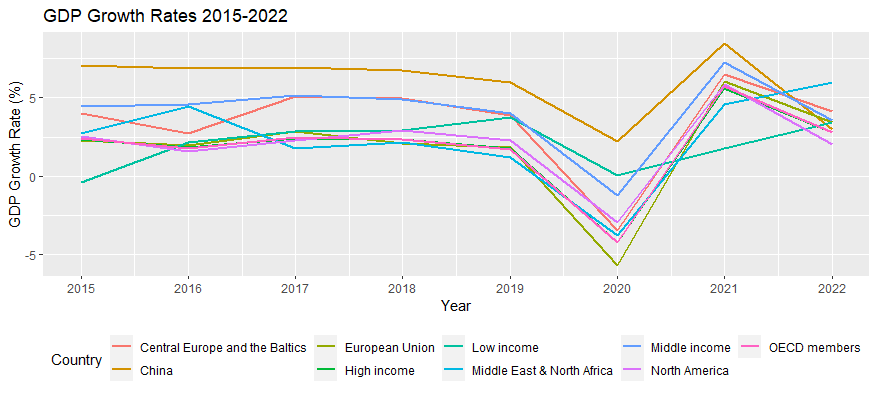 GDP Growth Rates 2015-2022
GDP Growth Rate (%)
5
0
-5
2015 2016 2017 2018 2019 2020 2021 2022
Year
Country
Central Europe and the Baltics European Union Low income Middle income OECD members
China High income Middle East & North Africa North America